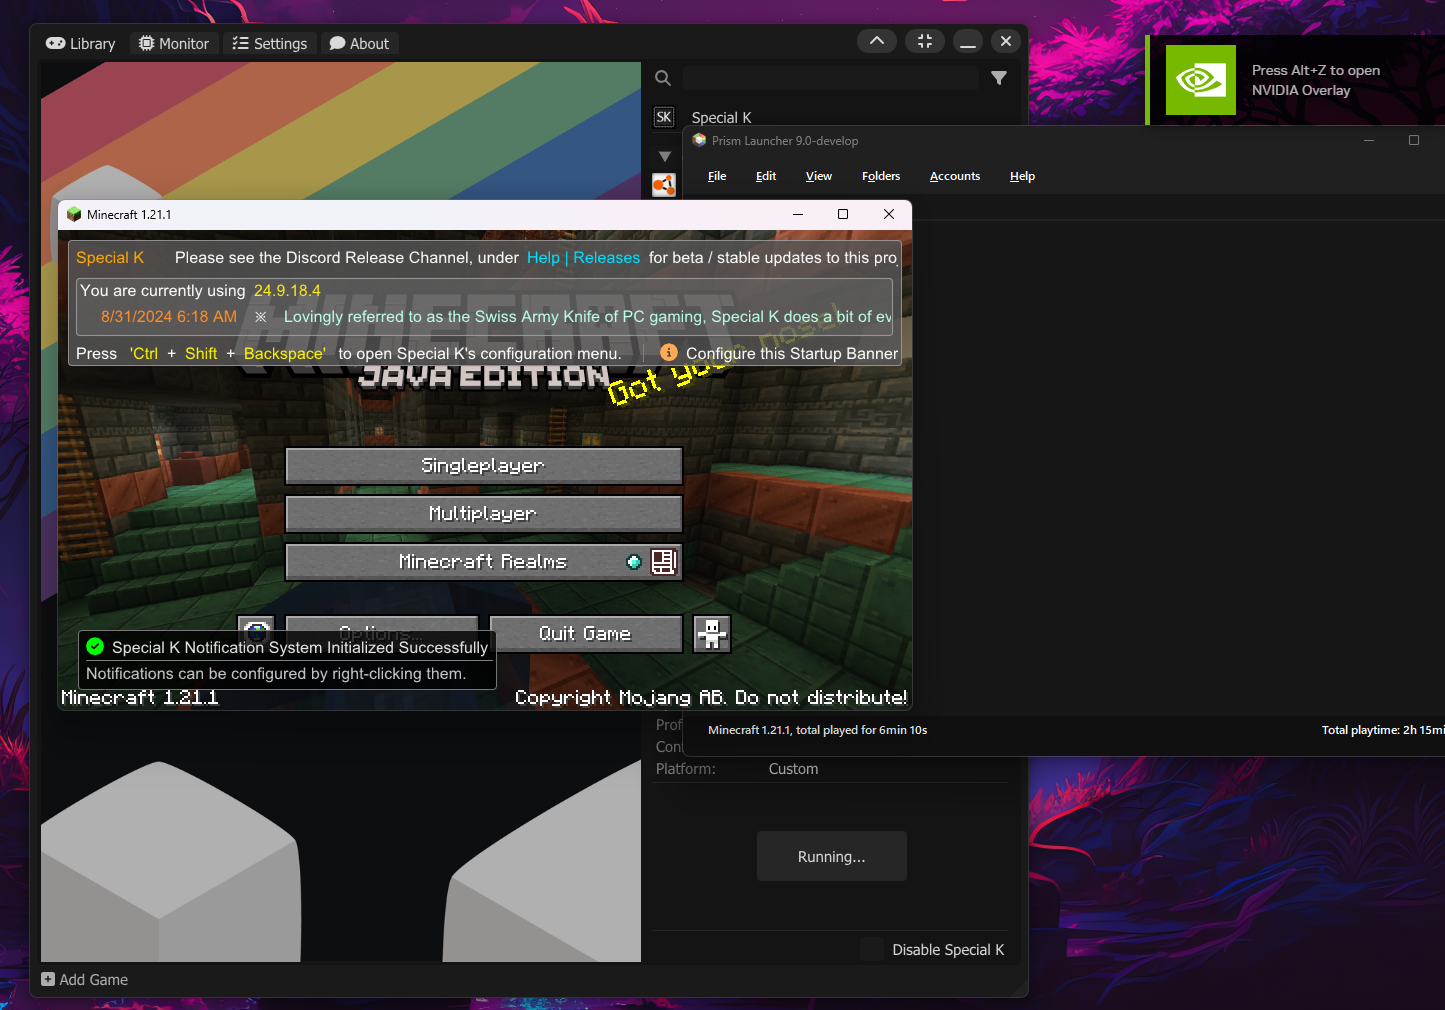 Library
Monitor
Settings
About
Press Alt+Z to open
NVIDIA Overlay
SK
Special K
Prism Launcher 9.0-develop
File
Edit
View
Folders
Accounts
Help
Minecraft 1.21.1
Special K
Please see the Discord Release Channel, under Help | Releases for beta / stable updates to this pro
You are currently using 24.9.18.4
8/31/2024 6:18 AM ※ Lovingly referred to as the Swiss Army Knife of PC gaming, Special K does a bit of ev
Press 'Ctrl + Shift + Backspace' to open Special K's configuration menu.
Configure this Startup Banner
MINECRAFT
JAVA EDITION
Got your nose!
Singleplayer
Multiplayer
Minecraft Realms
Options...
Quit Game
Special K Notification System Initialized Successfully
Notifications can be configured by right-clicking them.
Minecraft 1.21.1
Copyright Mojang AB. Do not distribute!
Prof
Con
Minecraft 1.21.1, total played for 6min 10s
Total playtime: 2h 15mi
Platform:
Custom
Running...
Disable Special K
Add Game